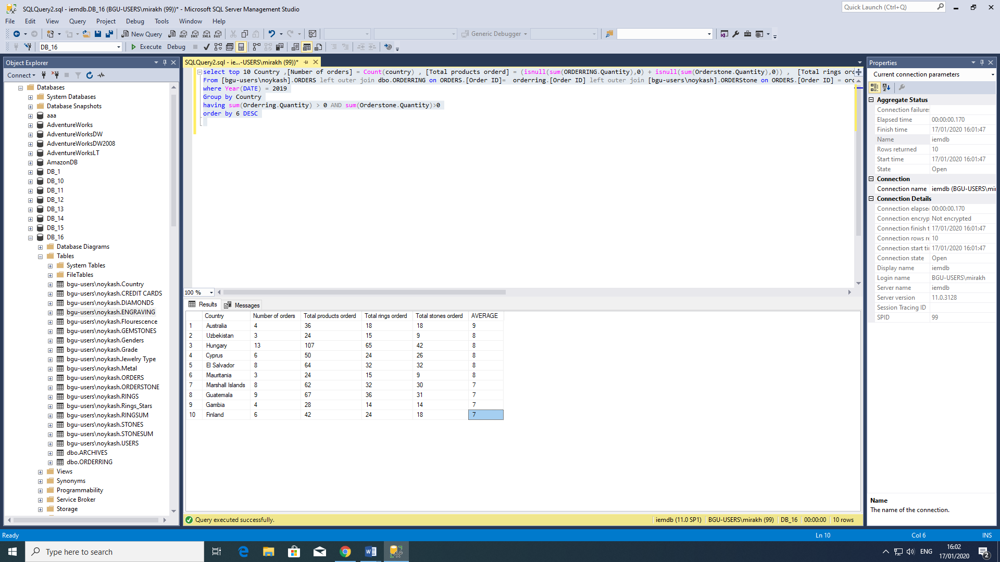 SQLQuery2.sql - iemdb.DB_16 (BGU-USERS\mirakh (99))* - Microsoft SQL Server Management Studio
Quick Launch (Ctrl+Q)
File Edit View Query Project Debug Tools Window Help
New Query
Generic Debugger
DB_16
Execute Debug
Object Explorer
Connect
Databases
System Databases
Database Snapshots
aaa
AdventureWorks
AdventureWorksDW
AdventureWorksDW2008
AdventureWorksLT
AmazonDB
DB_1
DB_10
DB_11
DB_12
DB_13
DB_14
DB_15
DB_16
Database Diagrams
Tables
System Tables
FileTables
bgu-users\noykash.Country
bgu-users\noykash.CREDIT CARDS
bgu-users\noykash.DIAMONDS
bgu-users\noykash.ENGRAVING
bgu-users\noykash.Flourescence
bgu-users\noykash.GEMSTONES
bgu-users\noykash.Genders
bgu-users\noykash.Grade
bgu-users\noykash.Jewelry Type
bgu-users\noykash.Metal
bgu-users\noykash.ORDERS
bgu-users\noykash.ORDERSTONE
bgu-users\noykash.RINGS
bgu-users\noykash.Rings_Stars
bgu-users\noykash.RINGSUM
bgu-users\noykash.STONES
bgu-users\noykash.STONESUM
bgu-users\noykash.USERS
dbo.ARCHIVES
dbo.ORDERRING
Views
Synonyms
Programmability
Service Broker
Storage
SQLQuery2.sql - ie...-USERS\mirakh (99))*
select top 10 Country ,[Number of orders] = Count(country) , [Total products orderd] = (isnull(sum(ORDERRING.Quantity),0) + isnull(sum(Orderstone.Quantity),0)) , [Total rings ord
From [bgu-users\noykash].ORDERS left outer join dbo.ORDERRING on ORDERS.[Order ID]= orderring.[Order ID] left outer join [bgu-users\noykash].ORDERStone on ORDERS.[Order ID] = ord
where Year(DATE) = 2019
Group by Country
having sum(Orderring.Quantity) > 0 AND sum(Orderstone.Quantity)>0
order by 6 DESC
100 %
Results Messages
Country Number of orders Total products orderd Total rings orderd Total stones orderd AVERAGE
1 Australia 4 36 18 18 9
2 Uzbekistan 3 24 15 9 8
3 Hungary 13 107 65 42 8
4 Cyprus 6 50 24 26 8
5 El Salvador 8 64 32 32 8
6 Mauritania 3 24 15 9 8
7 Marshall Islands 8 62 32 30 7
8 Guatemala 9 67 36 31 7
9 Gambia 4 28 14 14 7
10 Finland 6 42 24 18 7
Query executed successfully.
iemdb (11.0 SP1) BGU-USERS\mirakh (99) DB_16 00:00:00 10 rows
Properties
Current connection parameters
Aggregate Status
Connection failures
Elapsed time 00:00:00.170
Finish time 17/01/2020 16:01:47
Name iemdb
Rows returned 10
Start time 17/01/2020 16:01:47
State Open
Connection
Connection name iemdb (BGU-USERS\mi
Connection Details
Connection elapse 00:00:00.170
Connection encryp Not encrypted
Connection finish t 17/01/2020 16:01:47
Connection rows re 10
Connection start ti 17/01/2020 16:01:47
Connection state Open
Display name iemdb
Login name BGU-USERS\mirakh
Server name iemdb
Server version 11.0.3128
Session Tracing ID
SPID 99
Name
The name of the connection.
Ready
Ln 10 Col 6 INS
Type here to search
ENG
16:02
17/01/2020
2